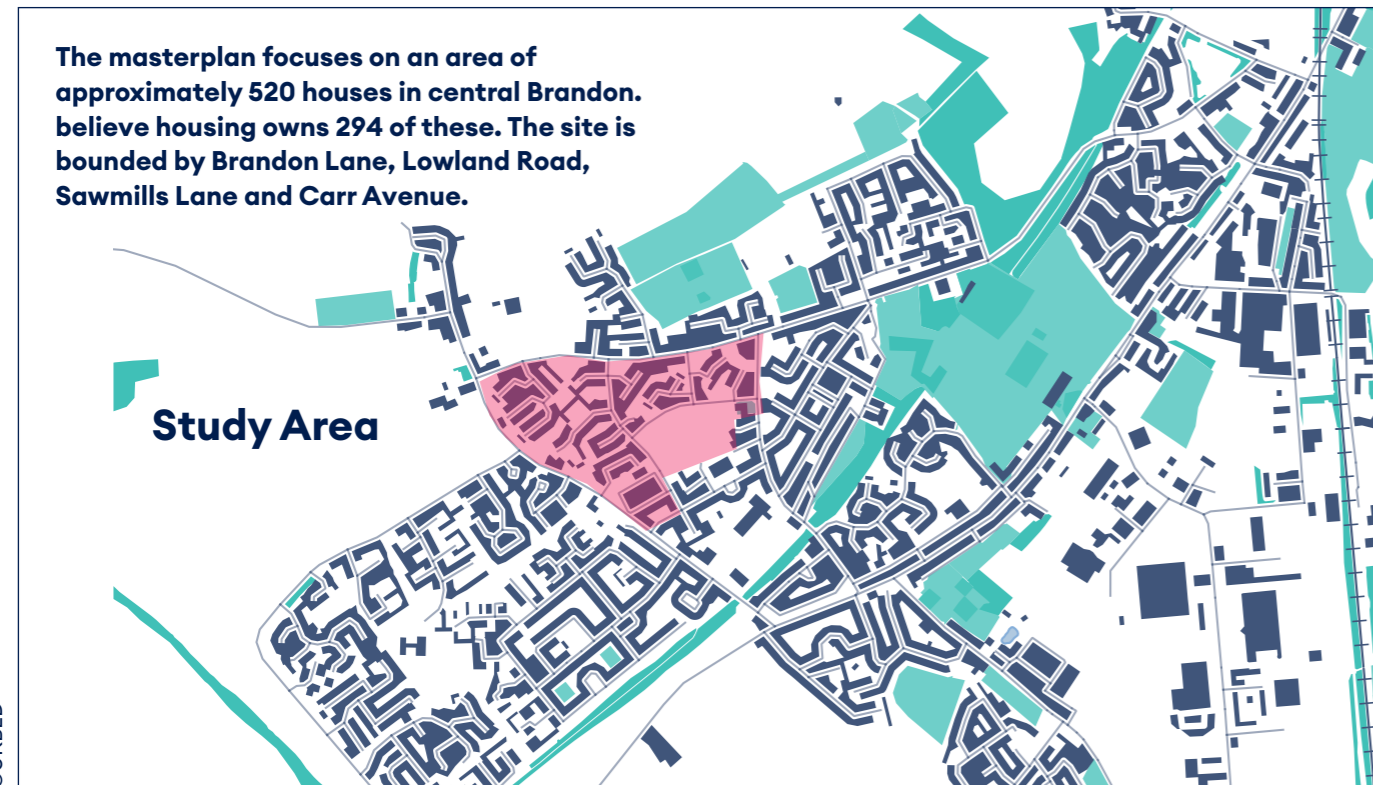 The masterplan focuses on an area of
approximately 520 houses in central Brandon.
believe housing owns 294 of these. The site is
bounded by Brandon Lane, Lowland Road,
Sawmills Lane and Carr Avenue.
Study Area